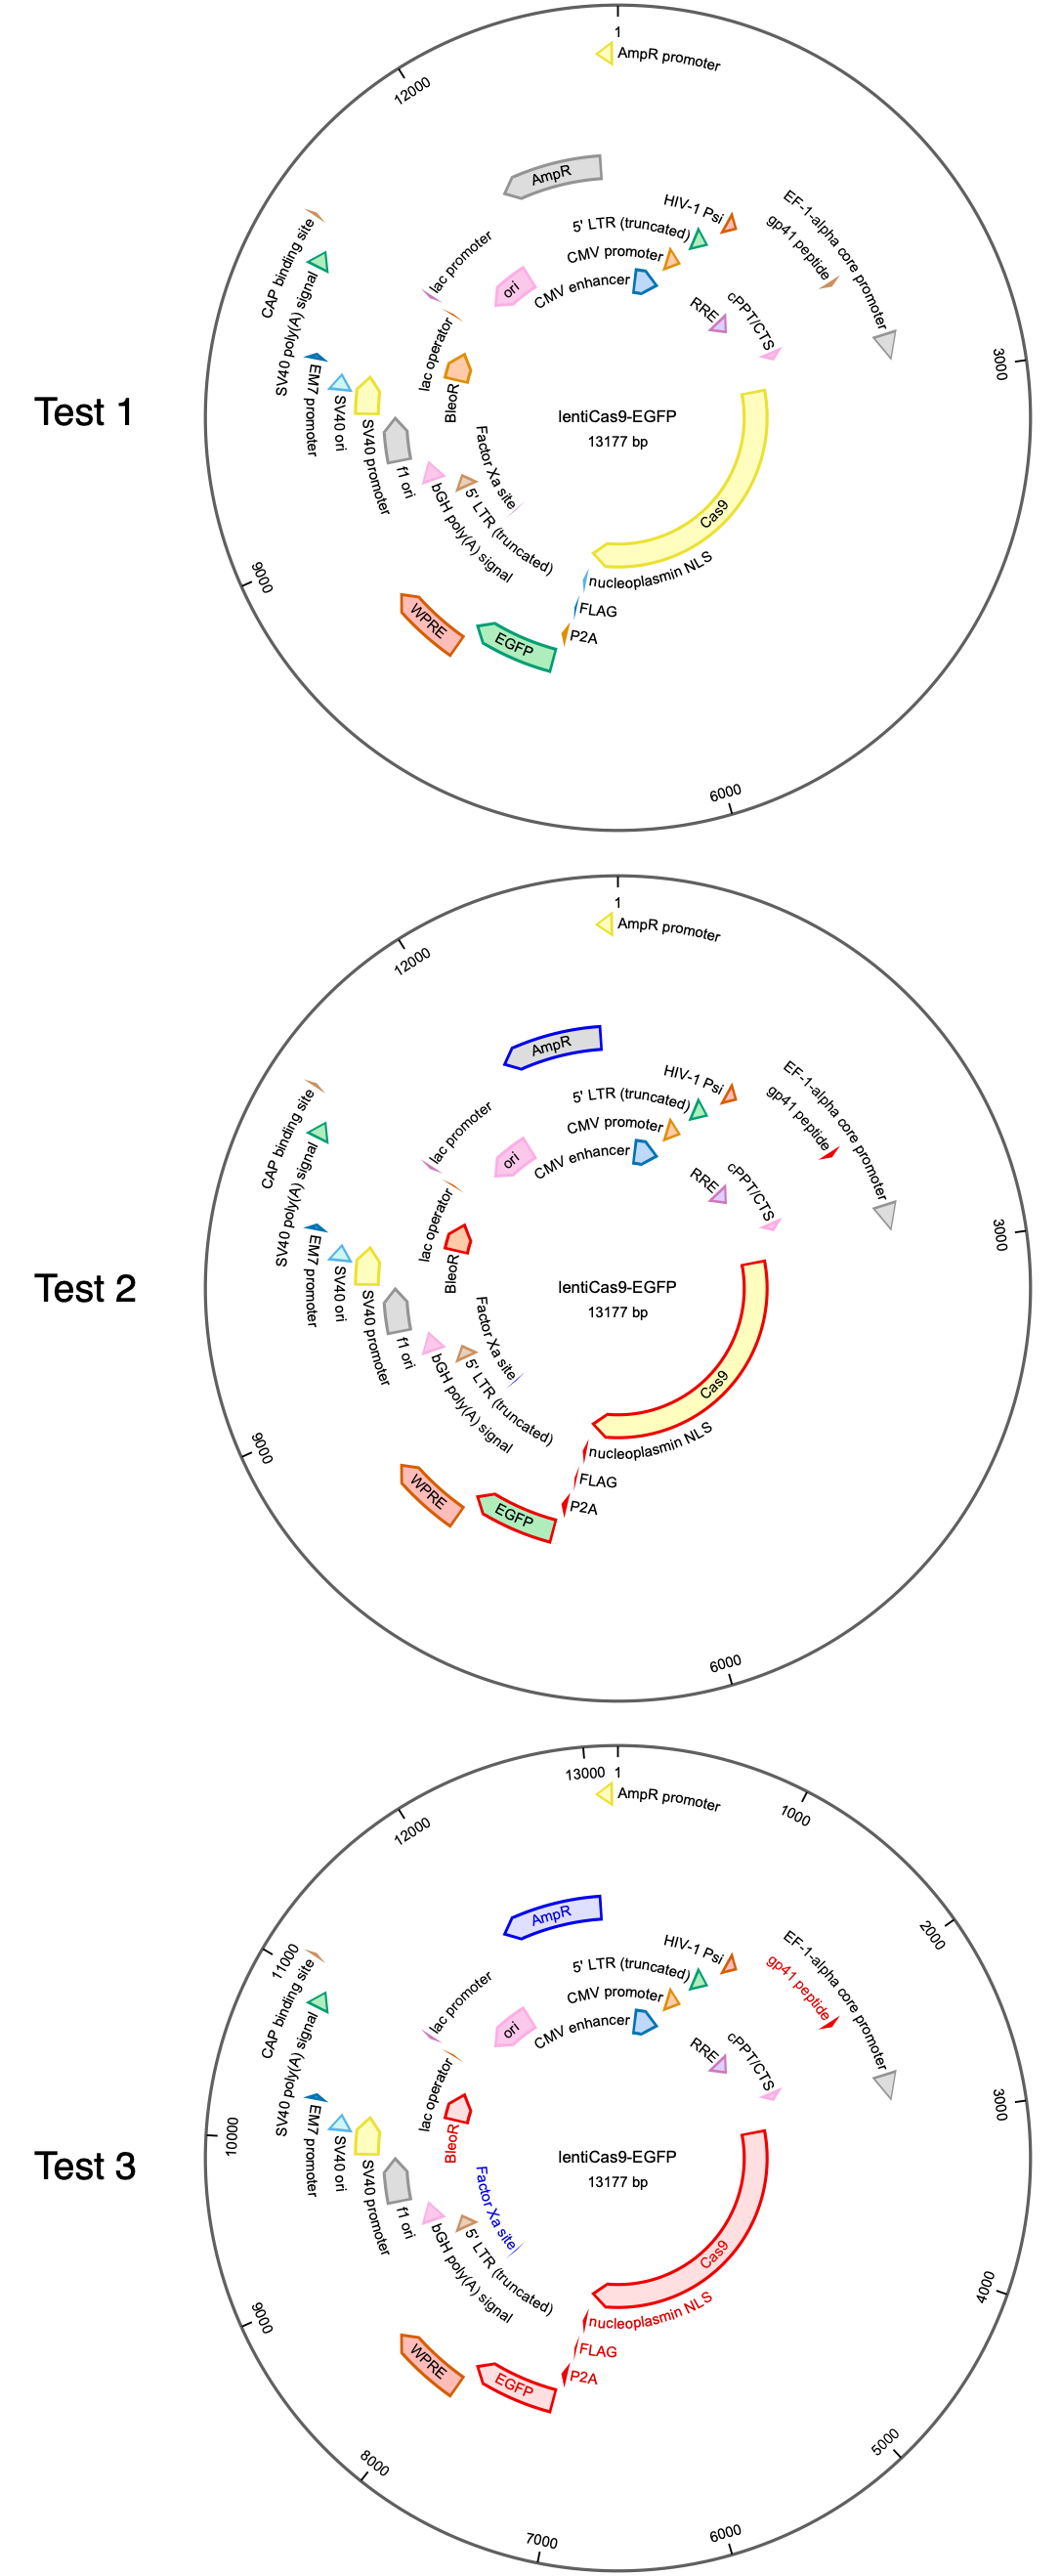 Test 1
1
AmpR promoter
12000
AmpR
HIV-1 Psi
5' LTR (truncated)
CMV promoter
CMV enhancer
EF-1-alpha core promoter
gp41 peptide
lac promoter
ori
CAP binding site
SV40 poly(A) signal
RRE
cPPT/CTS
lac operator
3000
EM7 promoter
SV40 ori
SV40 promoter
BleoR
lentiCas9-EGFP
13177 bp
f1 ori
Factor Xa site
bGH poly(A) signal
5' LTR (truncated)
Cas9
9000
nucleoplasmin NLS
FLAG
P2A
WPRE
EGFP
6000
Test 2
1
AmpR promoter
12000
AmpR
HIV-1 Psi
5' LTR (truncated)
CMV promoter
CMV enhancer
EF-1-alpha core promoter
gp41 peptide
lac promoter
ori
CAP binding site
SV40 poly(A) signal
RRE
cPPT/CTS
lac operator
3000
EM7 promoter
SV40 ori
SV40 promoter
BleoR
lentiCas9-EGFP
13177 bp
f1 ori
Factor Xa site
bGH poly(A) signal
5' LTR (truncated)
Cas9
9000
nucleoplasmin NLS
FLAG
P2A
WPRE
EGFP
6000
Test 3
13000
1
AmpR promoter
1000
12000
AmpR
2000
HIV-1 Psi
5' LTR (truncated)
CMV promoter
CMV enhancer
EF-1-alpha core promoter
gp41 peptide
11000
lac promoter
ori
CAP binding site
SV40 poly(A) signal
RRE
cPPT/CTS
lac operator
3000
10000
EM7 promoter
SV40 ori
SV40 promoter
BleoR
lentiCas9-EGFP
13177 bp
f1 ori
Factor Xa site
bGH poly(A) signal
5' LTR (truncated)
Cas9
4000
9000
nucleoplasmin NLS
FLAG
P2A
WPRE
EGFP
5000
8000
7000
6000